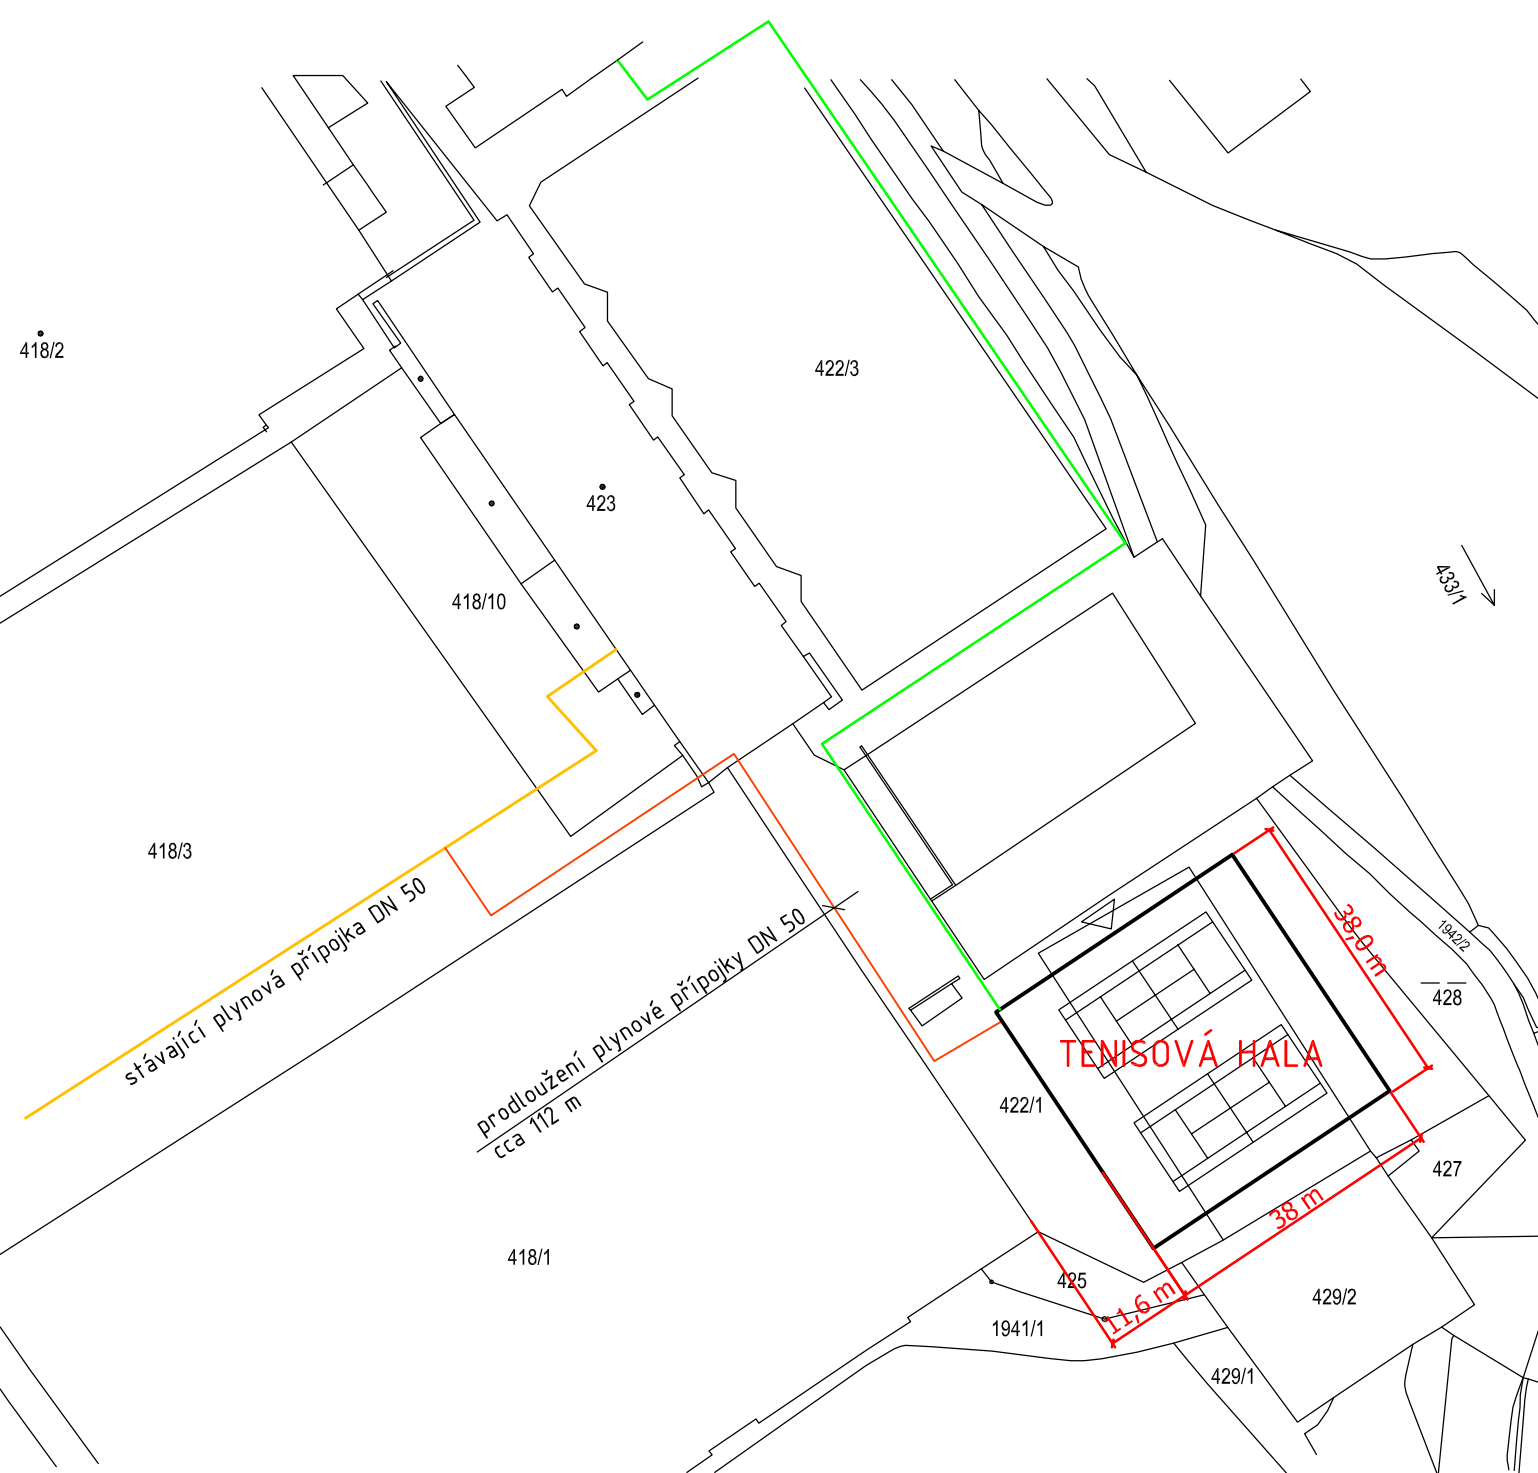 418/2
422/3
423
433/1
418/10
418/3
stávající plynová přípojka DN 50
prodloužení plynové přípojky DN 50
cca 112 m
38,0 m
1942/2
428
TENISOVÁ HALA
422/1
427
38 m
418/1
425
11,6 m
429/2
1941/1
429/1